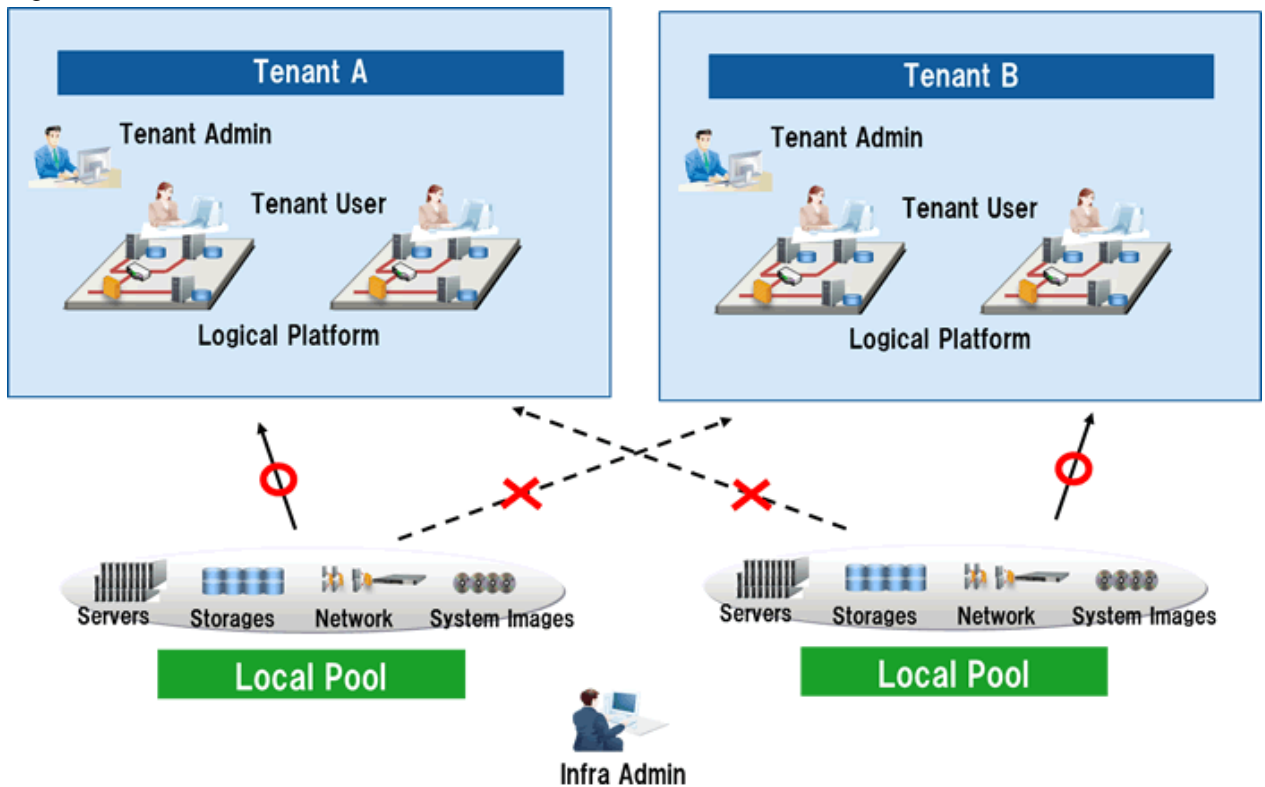 Tenant A
Tenant Admin
Tenant User
Logical Platform
Tenant B
Tenant Admin
Tenant User
Logical Platform
Servers
Storages
Network
System Images
Local Pool
Servers
Storages
Network
System Images
Local Pool
Infra Admin